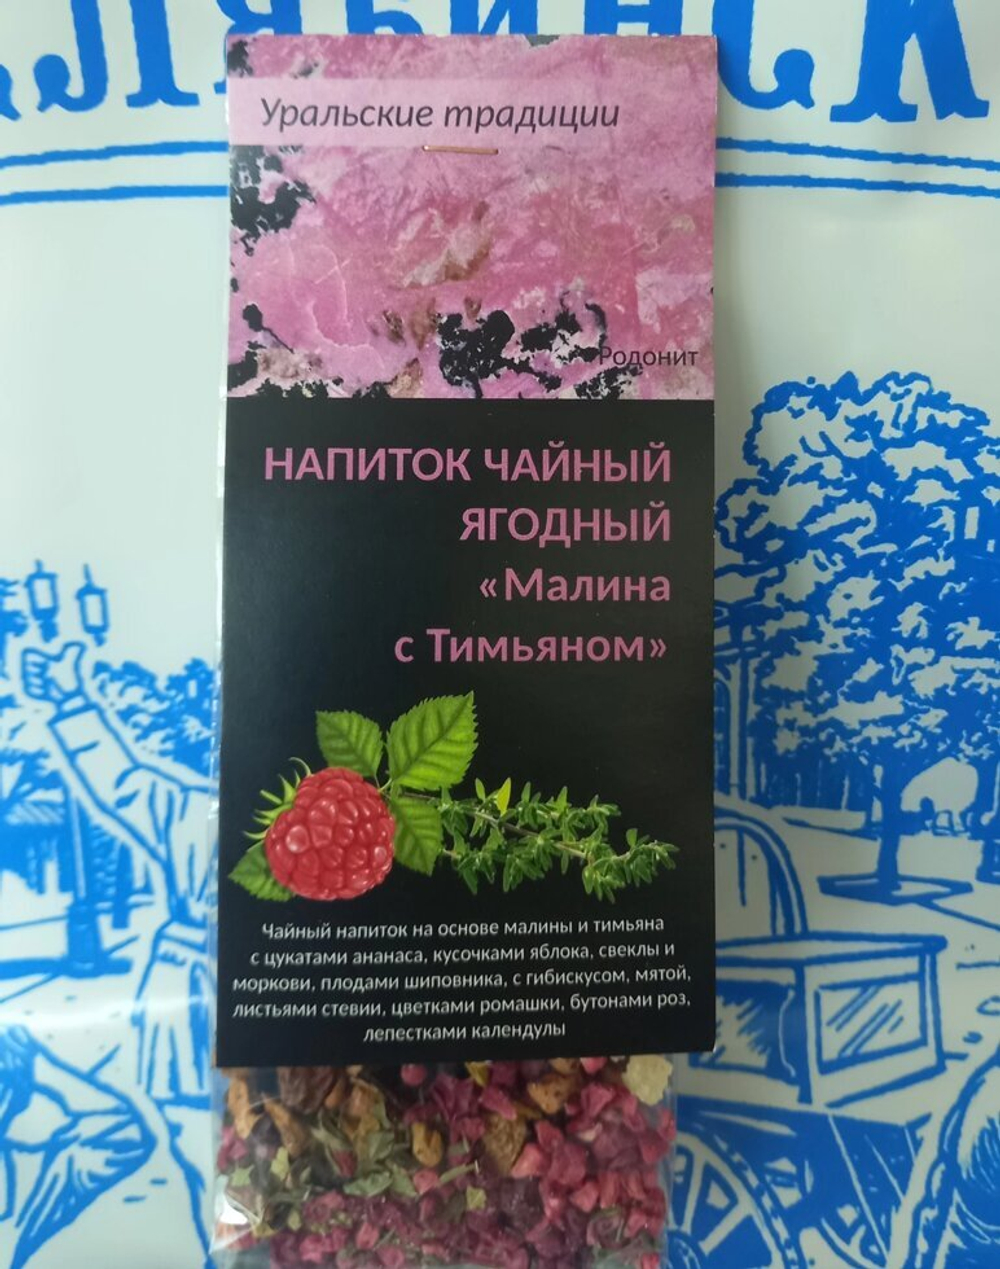 Уральские традиции
Родонит
НАПИТОК ЧАЙНЫЙ
ЯГОДНЫЙ
«Малина
с Тимьяном»
Чайный напиток на основе малины и тимьяна
с цукатами ананаса, кусочками яблока, свеклы и
моркови, плодами шиповника, с гибискусом, мятой,
листьями стевии, цветками ромашки, бутонами роз,
лепестками календулы